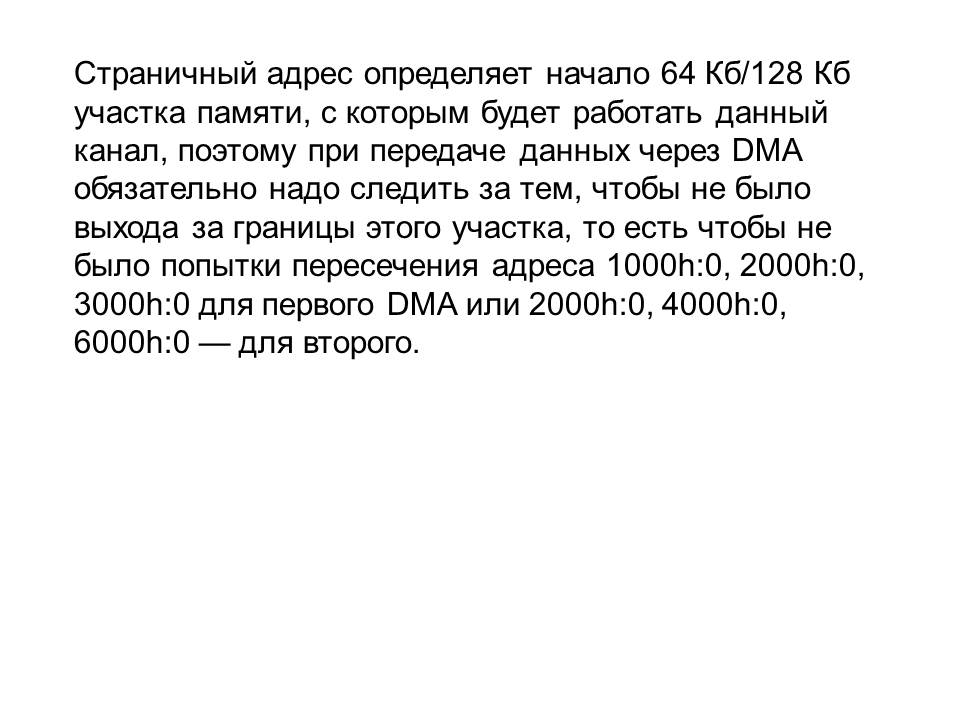 Страничный адрес определяет начало 64 Кб/128 Кб
участка памяти, с которым будет работать данный
канал, поэтому при передаче данных через DMA
обязательно надо следить за тем, чтобы не было
выхода за границы этого участка, то есть чтобы не
было попытки пересечения адреса 1000h:0, 2000h:0,
3000h:0 для первого DMA или 2000h:0, 4000h:0,
6000h:0 — для второго.